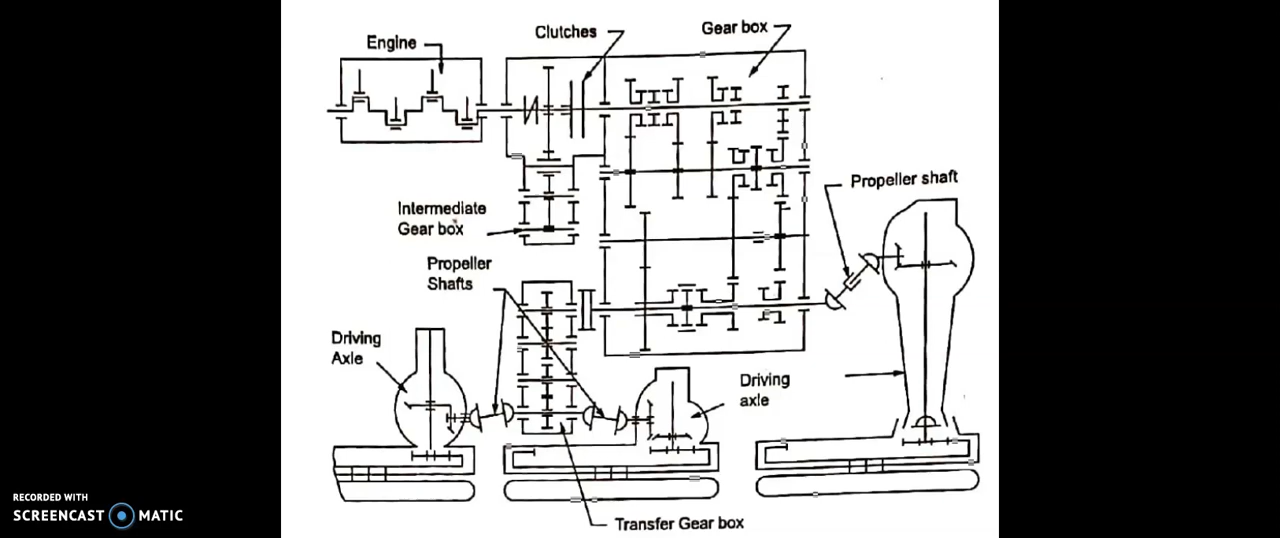 Engine
Clutches
Gear box
Propeller shaft
Intermediate
Gear box
Propeller
Shafts
Driving
Axle
Driving
axle
Transfer Gear box
RECORDED WITH
SCREENCAST MATIC